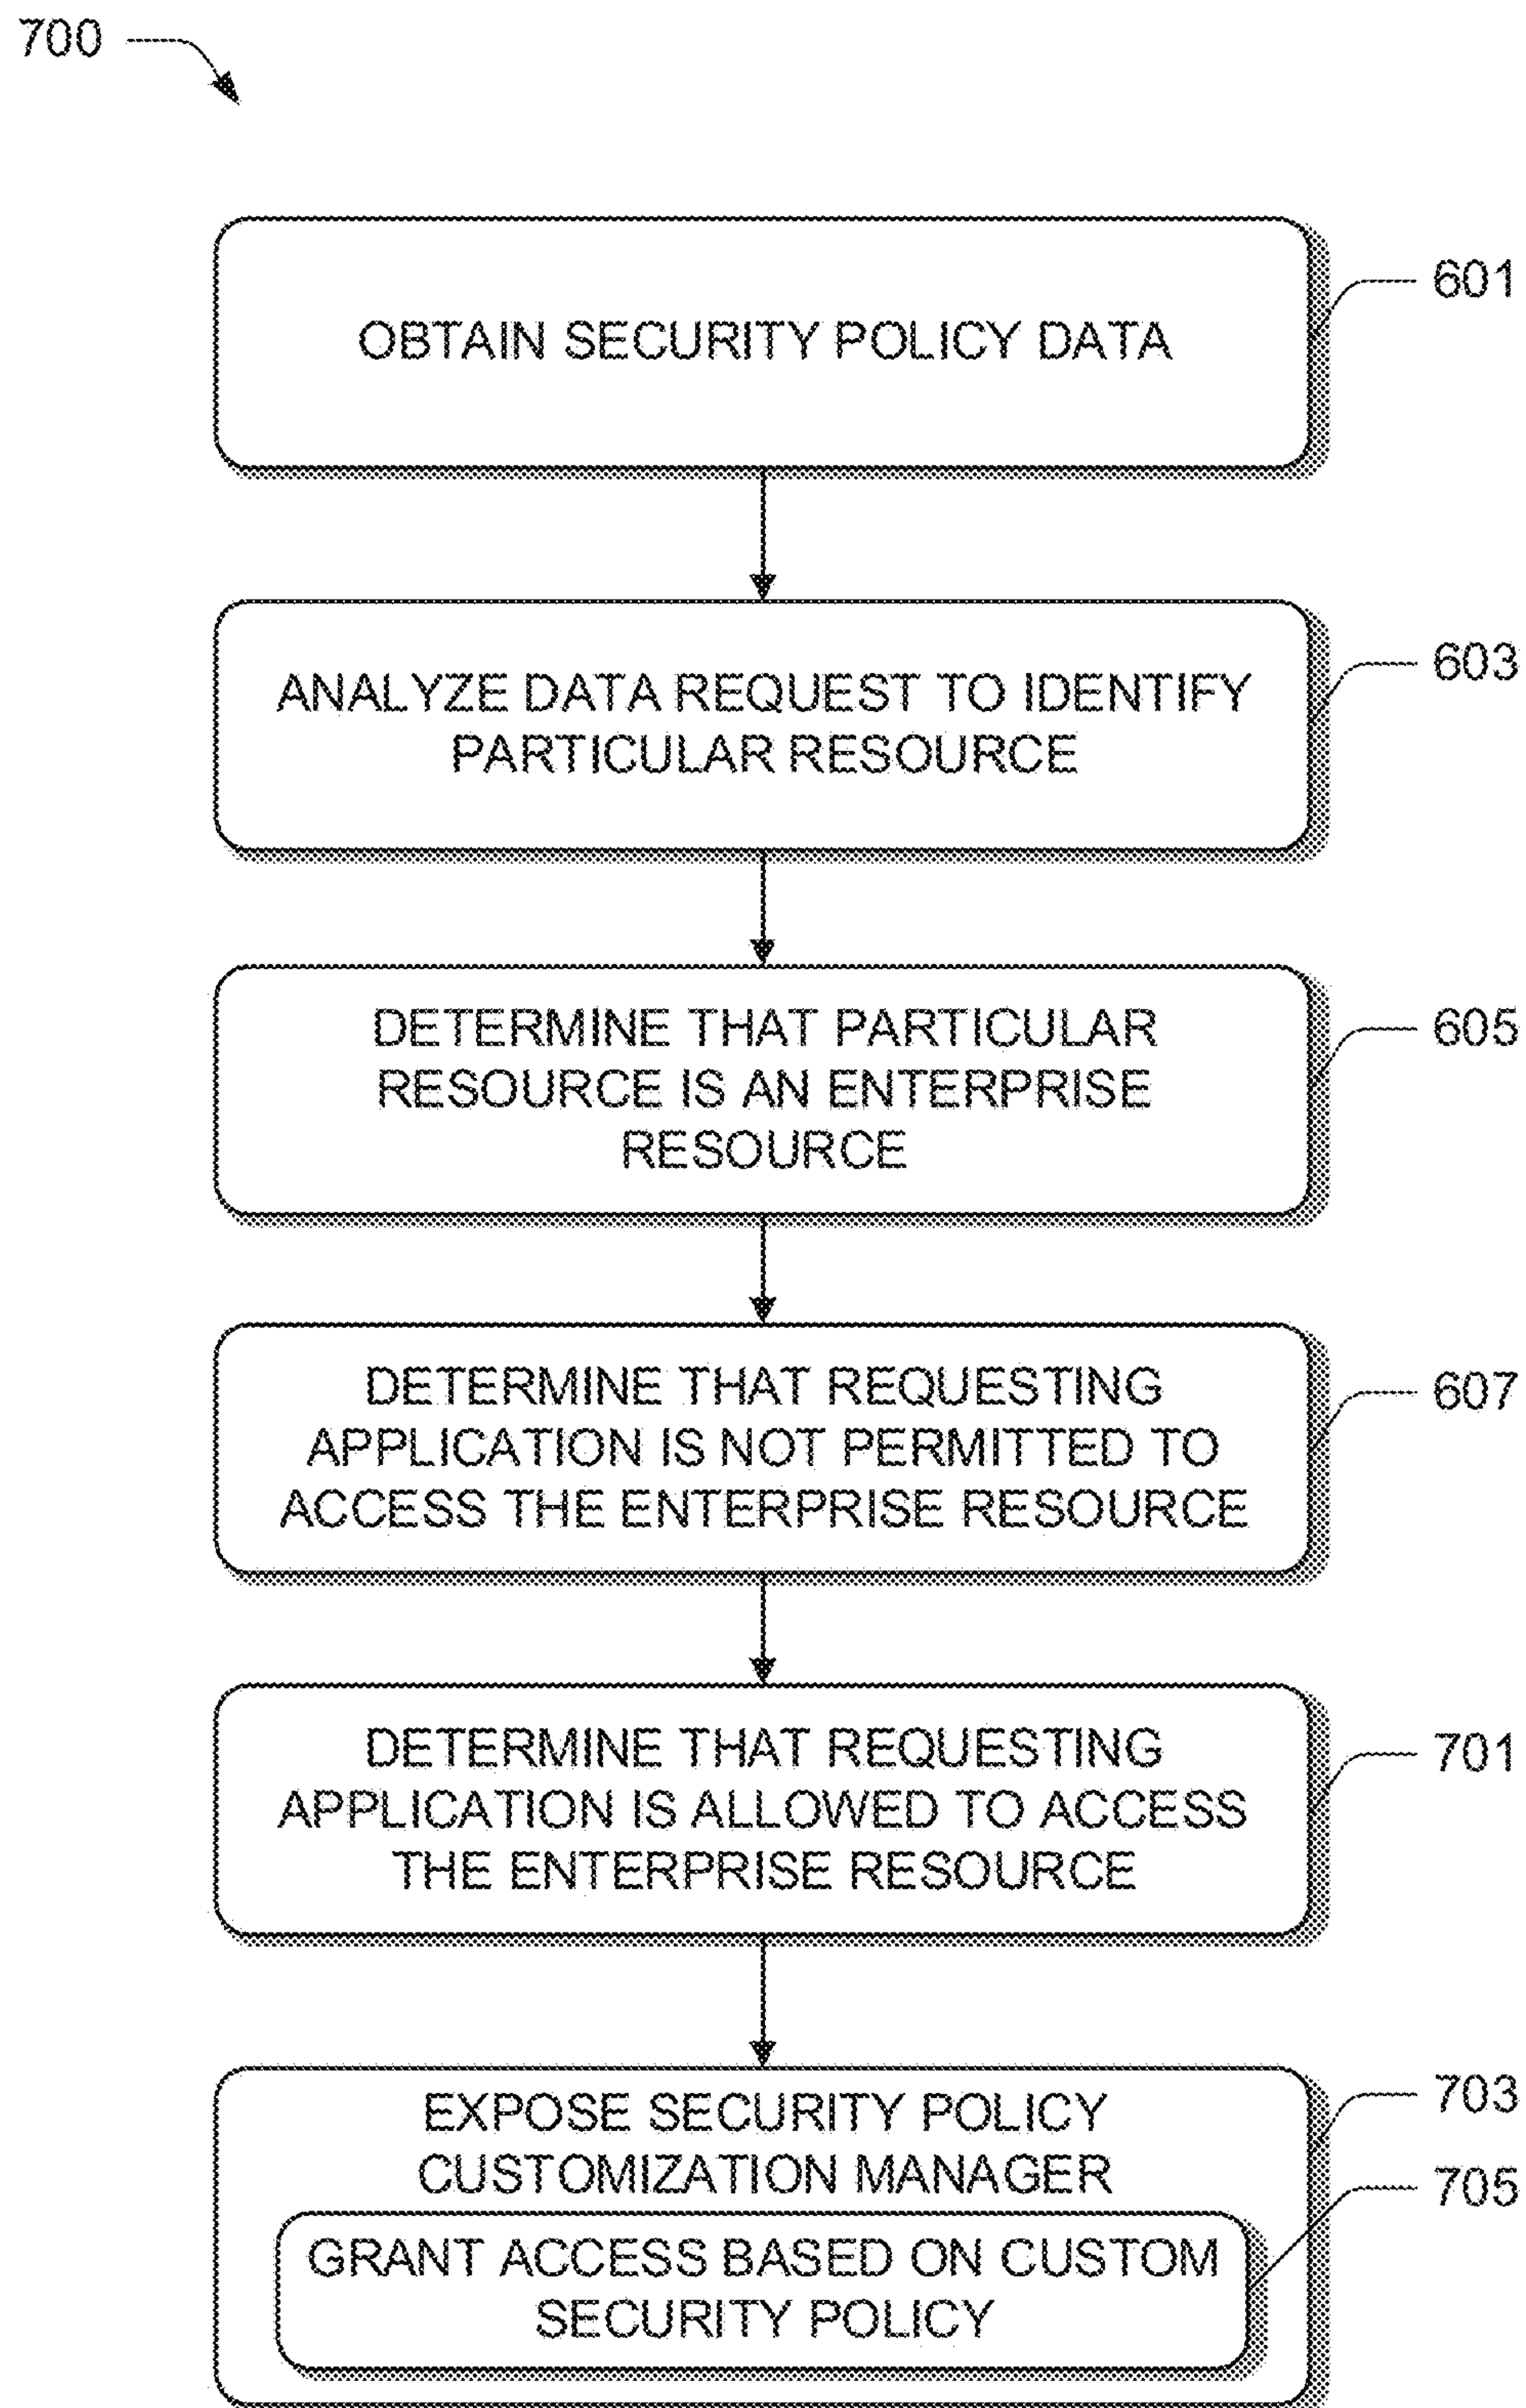 700
OBTAIN SECURITY POLICY DATA
601
ANALYZE DATA REQUEST TO IDENTIFY
PARTICULAR RESOURCE
603
DETERMINE THAT PARTICULAR
RESOURCE IS AN ENTERPRISE
RESOURCE
605
DETERMINE THAT REQUESTING
APPLICATION IS NOT PERMITTED TO
ACCESS THE ENTERPRISE RESOURCE
607
DETERMINE THAT REQUESTING
APPLICATION IS ALLOWED TO ACCESS
THE ENTERPRISE RESOURCE
701
EXPOSE SECURITY POLICY
CUSTOMIZATION MANAGER
703
GRANT ACCESS BASED ON CUSTOM
SECURITY POLICY
705